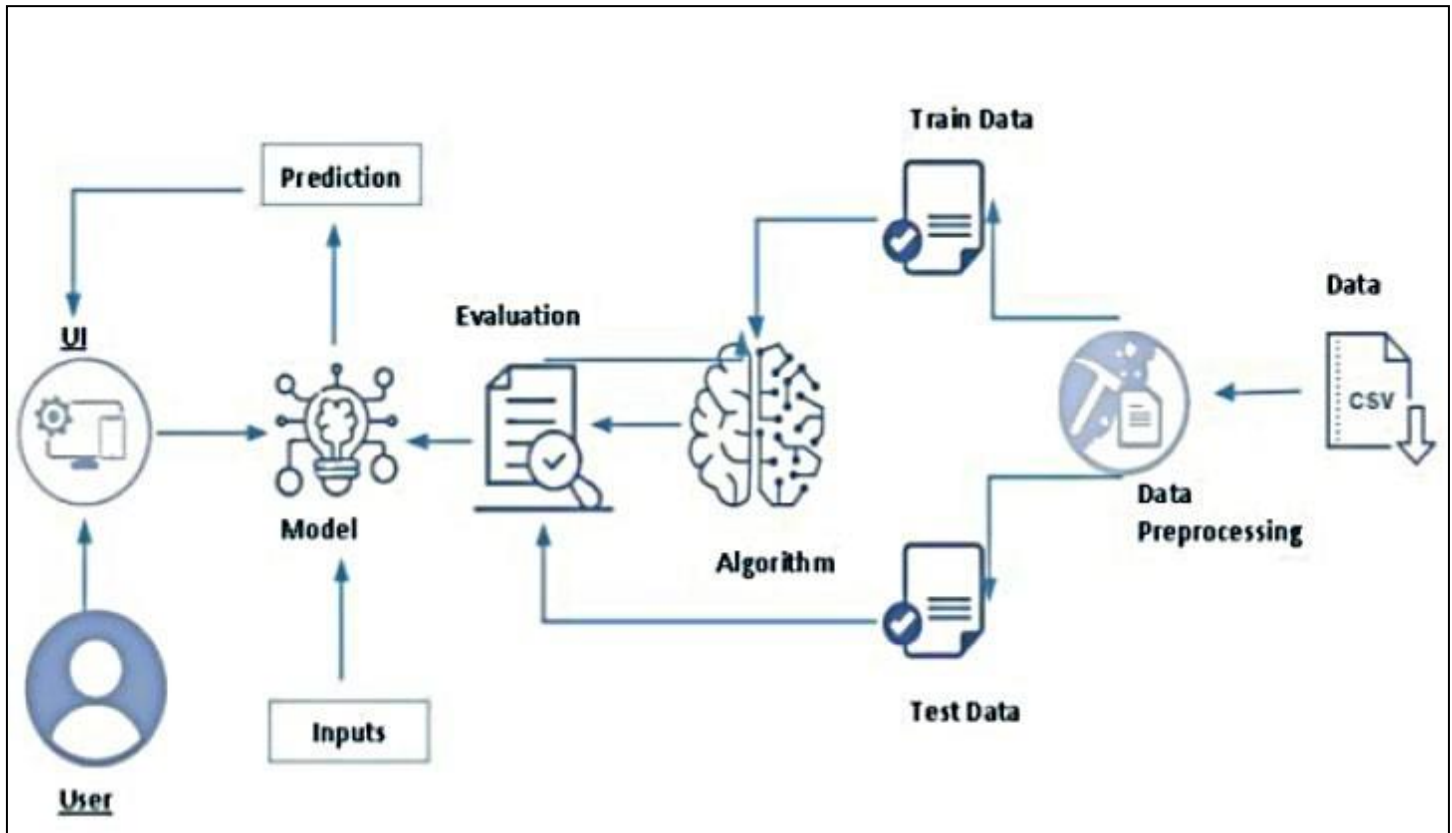 Train Data
Prediction
Data
Evaluation
UI
CSV
Data
Preprocessing
Model
Algorithm
Test Data
Inputs
User